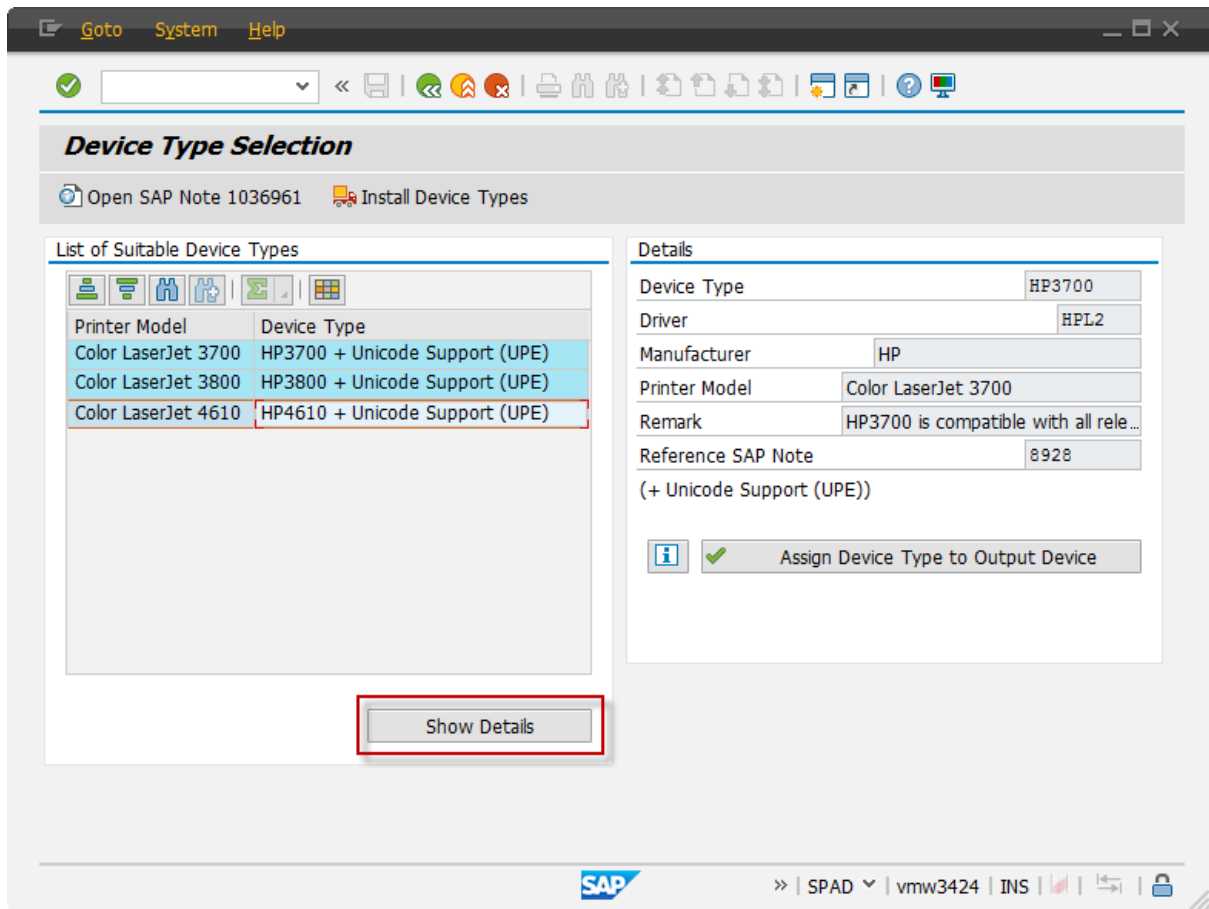 Goto System Help
Device Type Selection
Open SAP Note 1036961 Install Device Types
List of Suitable Device Types
Printer Model Device Type
Color LaserJet 3700 HP3700 + Unicode Support (UPE)
Color LaserJet 3800 HP3800 + Unicode Support (UPE)
Color LaserJet 4610 HP4610 + Unicode Support (UPE)
Show Details
Details
Device Type HP3700
Driver HPL2
Manufacturer HP
Printer Model Color LaserJet 3700
Remark HP3700 is compatible with all rele...
Reference SAP Note 8928
(+ Unicode Support (UPE))
Assign Device Type to Output Device
SAP » | SPAD | vmw3424 | INS